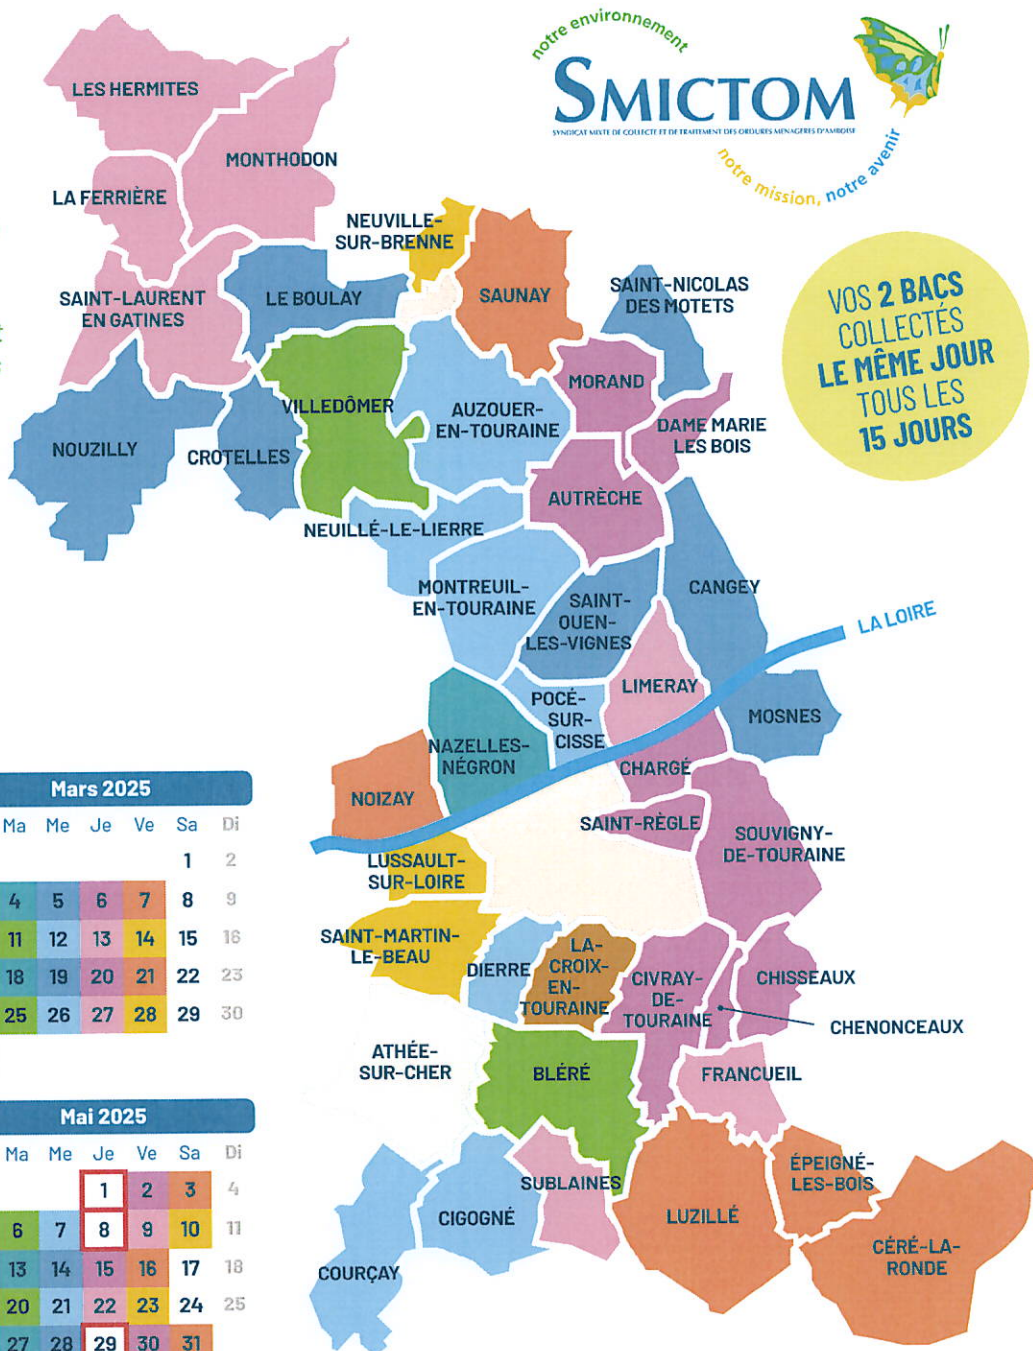 notre environnement
SMICTOM
SYNDICAT MIXTE DE COLLECTE ET DE TRAITEMENT DES ORDURES MENAGERES D'AMBOISE
notre mission, notre avenir
VOS 2 BACS
COLLECTÉS
LE MÊME JOUR
TOUS LES
15 JOURS
LES HERMITES
MONTHODON
LA FERRIÈRE
NEUVILLE-
SUR-BRENNE
SAINT-LAURENT
EN GATINES
LE BOULAY
SAUNAY
SAINT-NICOLAS
DES MOTETS
MORAND
VILLEDÔMER
AUZOUER-
EN-TOURAINE
DAME MARIE
LES BOIS
NOUZILLY
CROTELLES
AUTRÈCHE
NEUILLÉ-LE-LIERRE
MONTREUIL-
EN-TOURAINE
SAINT-
OUEN-
LES-VIGNES
CANGEY
LA LOIRE
LIMERAY
POCÉ-
SUR-
CISSE
MOSNES
NAZELLES-
NÉGRON
CHARGÉ
NOIZAY
SAINT-RÈGLE
SOUVIGNY-
DE-TOURAINE
LUSSAULT-
SUR-LOIRE
SAINT-MARTIN-
LE-BEAU
DIERRE
LA-
CROIX-
EN-
TOURAINE
CIVRAY-
DE-
TOURAINE
CHISSEAUX
CHENONCEAUX
ATHÉE-
SUR-CHER
BLÉRÉ
FRANCUEIL
SUBLAINES
ÉPEIGNÉ-
LES-BOIS
CIGOGNÉ
LUZILLÉ
CÉRÉ-LA-
RONDE
COURÇAY
Mars 2025
Ma Me Je Ve Sa Di
1 2
4 5 6 7 8 9
11 12 13 14 15 16
18 19 20 21 22 23
25 26 27 28 29 30
Mai 2025
Ma Me Je Ve Sa Di
1 2 3 4
6 7 8 9 10 11
13 14 15 16 17 18
20 21 22 23 24 25
27 28 29 30 31